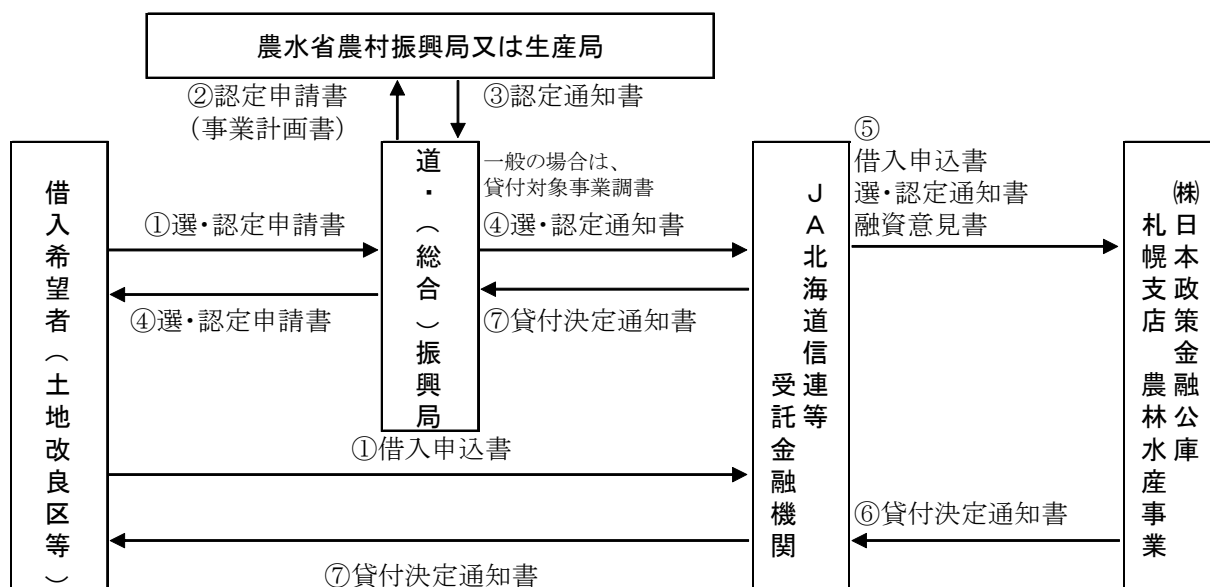 農水省農村振興局又は生産局
②認定申請書
(事業計画書)
③認定通知書
借入希望者(土地改良区等)
①選・認定申請書
④選・認定申請書
道・(総合)振興局
一般の場合は、
貸付対象事業調書
④選・認定通知書
⑦貸付決定通知書
JA北海道信連等
受託金融機関
⑤
借入申込書
選・認定通知書
融資意見書
㈱日本政策金融公庫
札幌支店 農林水産事業
①借入申込書
⑥貸付決定通知書
⑦貸付決定通知書